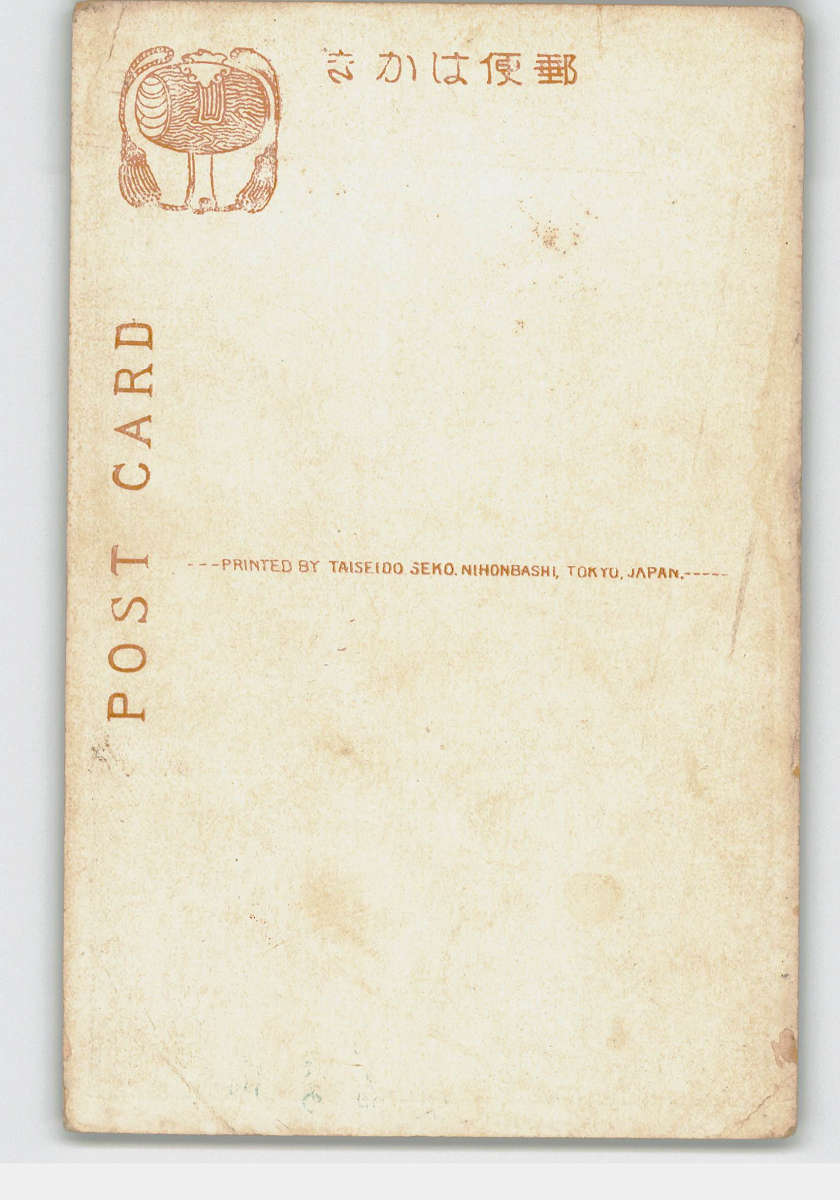 郵便はかき
POST CARD
---PRINTED BY TAISEIDO SEKO. NIHONBASHI, TOKYO, JAPAN.-----